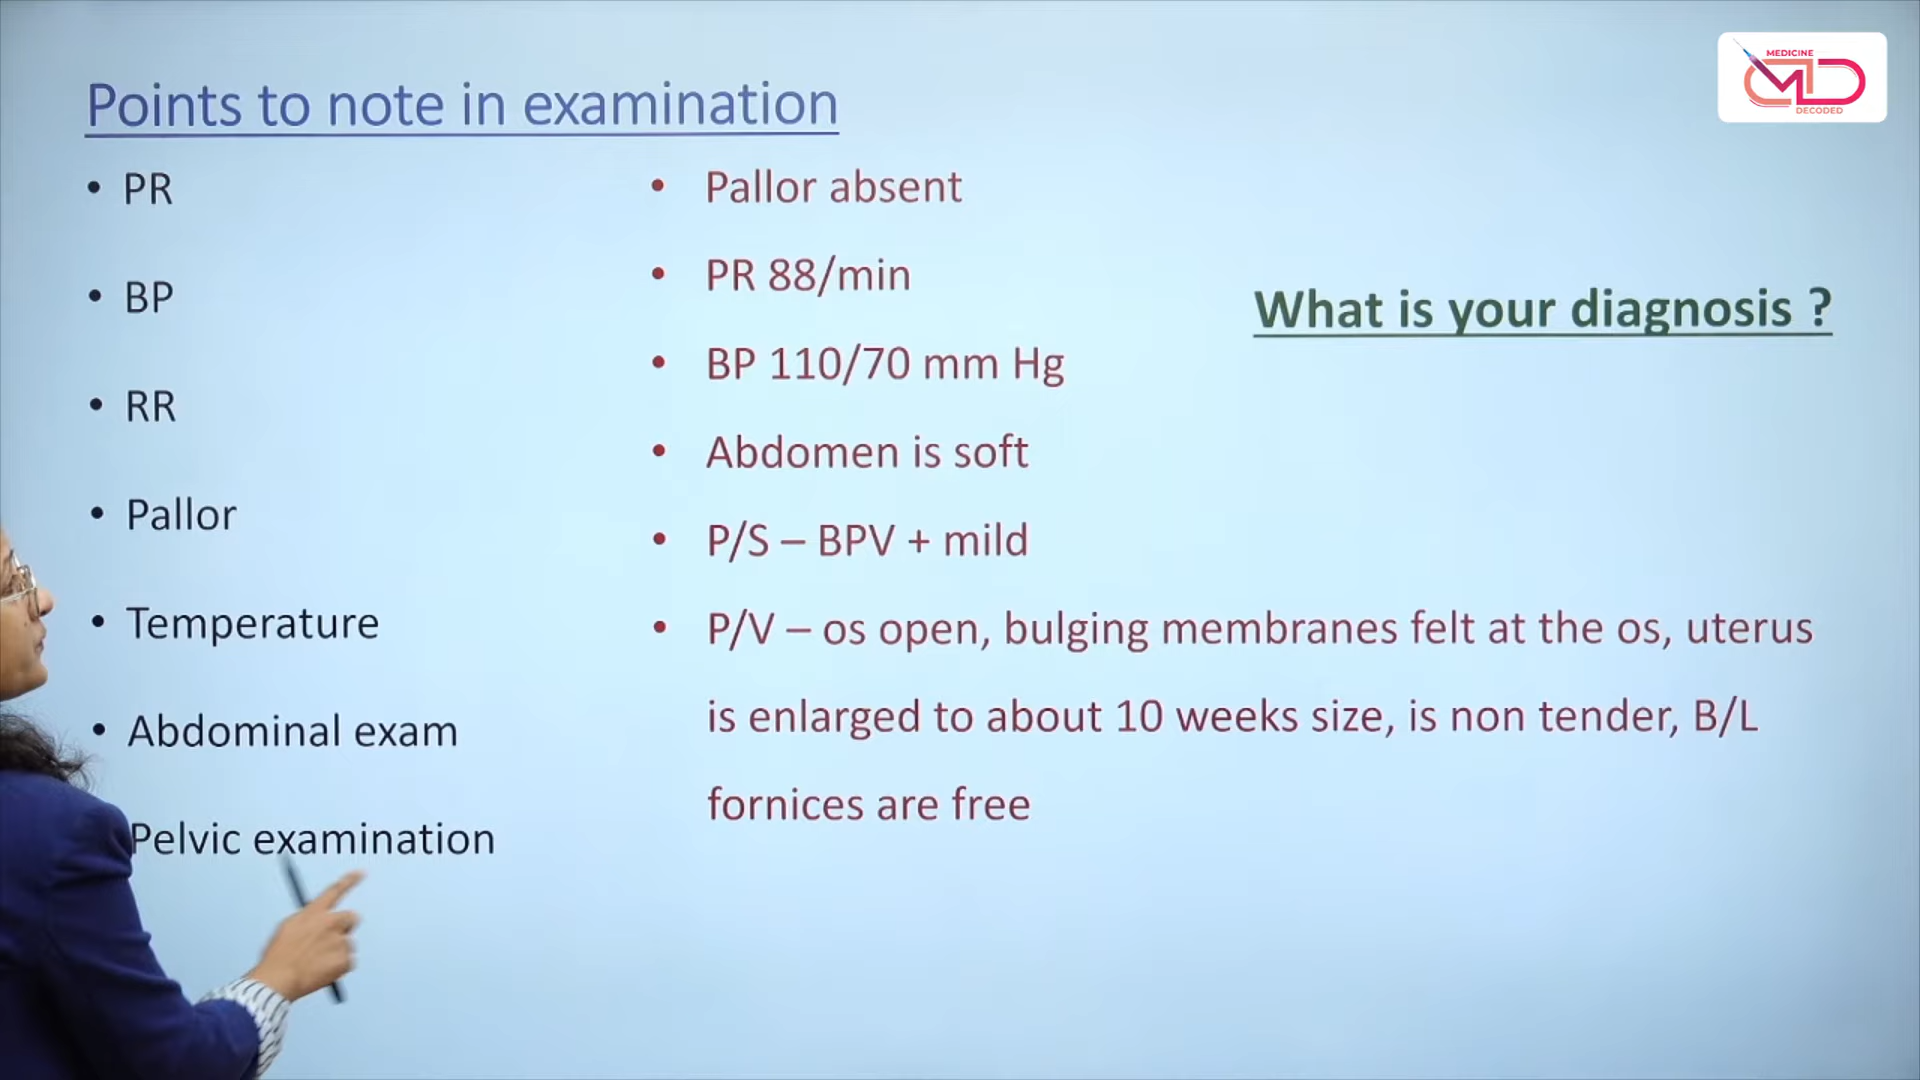 Points to note in examination
• PR
• BP
• RR
• Pallor
• Temperature
• Abdominal exam
Pelvic examination
• Pallor absent
• PR 88/min
• BP 110/70 mm Hg
• Abdomen is soft
• P/S – BPV + mild
• P/V – os open, bulging membranes felt at the os, uterus
is enlarged to about 10 weeks size, is non tender, B/L
fornices are free
What is your diagnosis ?
MEDICINE
MD
DECODED